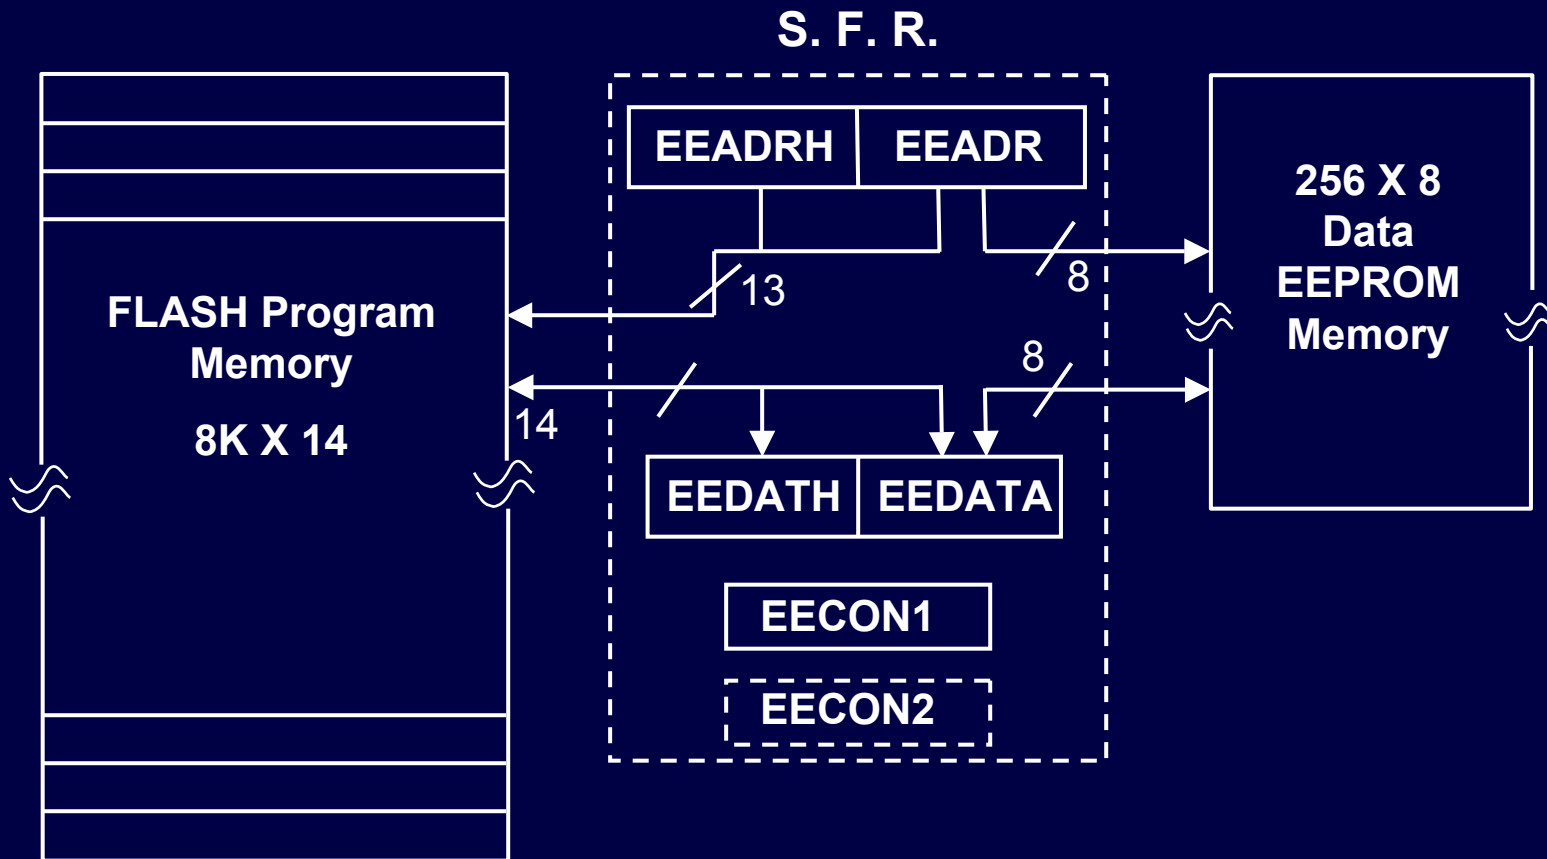 S. F. R.
EEADRH
EEADR
256 X 8
Data
EEPROM
Memory
8
13
FLASH Program
Memory
8K X 14
8
14
EEDATH
EEDATA
EECON1
EECON2